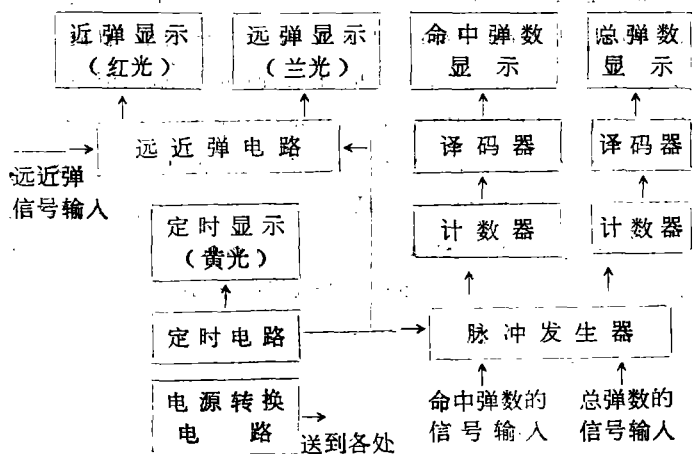 近弹显示
（红光）
远弹显示
（兰光）
命中弹数
显示
总弹数
显示
远近弹电路
译码器
译码器
远近弹
信号输入
定时显示
（黄光）
计数器
计数器
定时电路
脉冲发生器
电源转换
电路
送到各处
命中弹数的
信号输入
总弹数的
信号输入